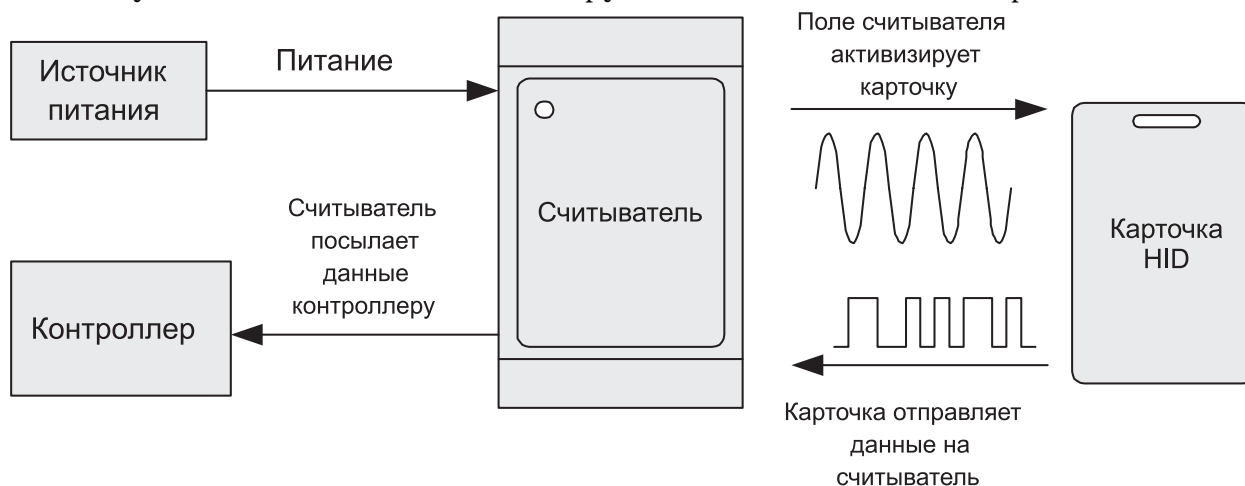 Источник
питания
Питание
Считыватель
посылает
данные
контроллеру
Контроллер
Считыватель
Поле считывателя
активизирует
карточку
Карточка
HID
Карточка отправляет
данные на
считыватель